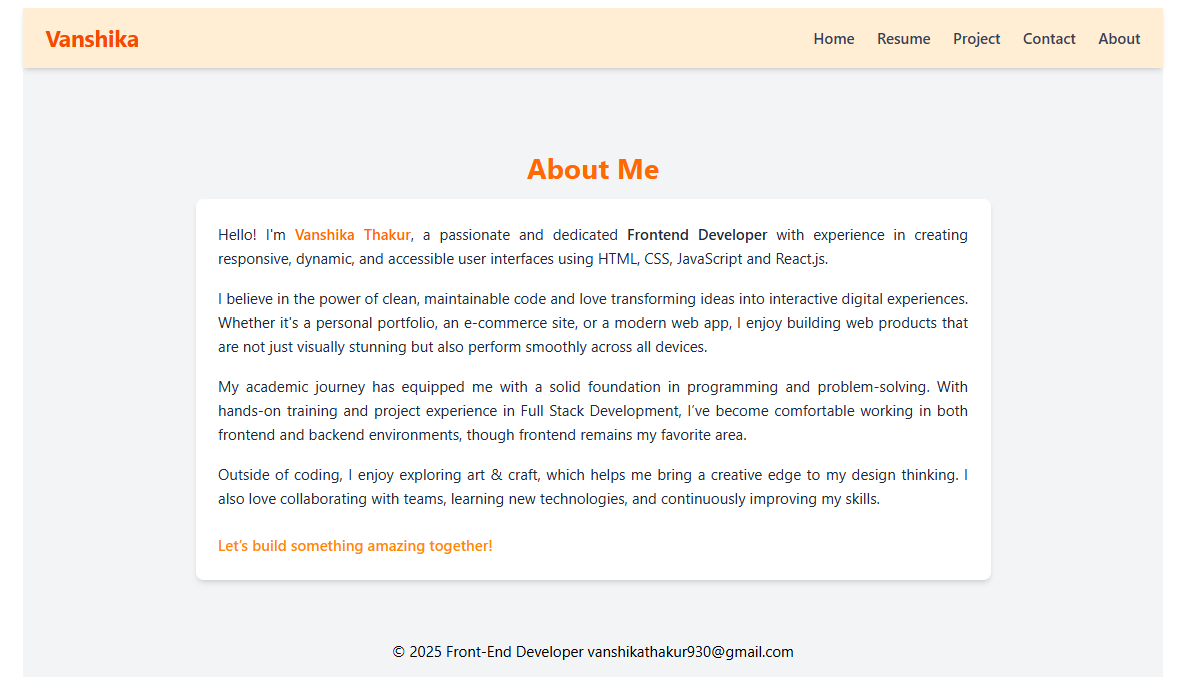 Vanshika
Home Resume Project Contact About
About Me
Hello! I'm Vanshika Thakur, a passionate and dedicated Frontend Developer with experience in creating
responsive, dynamic, and accessible user interfaces using HTML, CSS, JavaScript and React.js.
I believe in the power of clean, maintainable code and love transforming ideas into interactive digital experiences.
Whether it's a personal portfolio, an e-commerce site, or a modern web app, I enjoy building web products that
are not just visually stunning but also perform smoothly across all devices.
My academic journey has equipped me with a solid foundation in programming and problem-solving. With
hands-on training and project experience in Full Stack Development, I’ve become comfortable working in both
frontend and backend environments, though frontend remains my favorite area.
Outside of coding, I enjoy exploring art & craft, which helps me bring a creative edge to my design thinking. I
also love collaborating with teams, learning new technologies, and continuously improving my skills.
Let’s build something amazing together!
© 2025 Front-End Developer vanshikathakur930@gmail.com